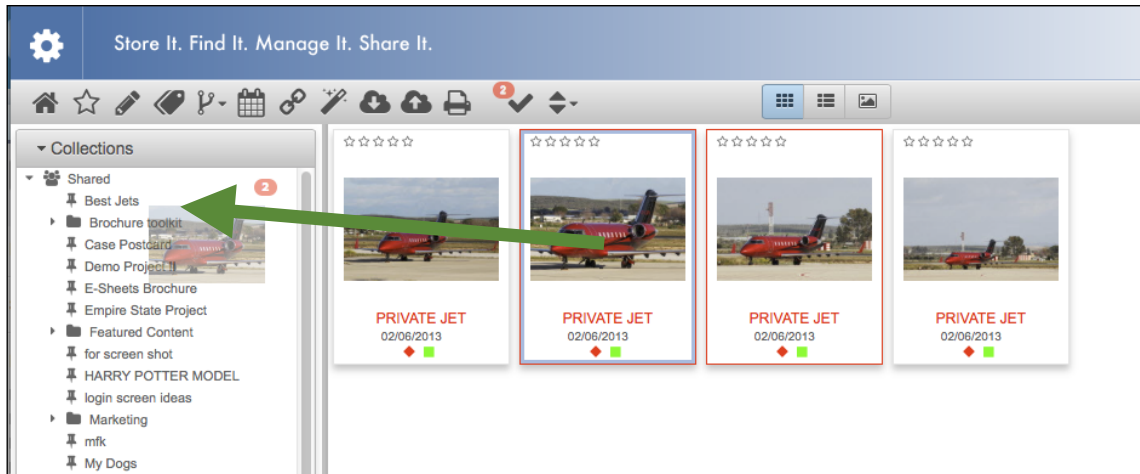 Store It. Find It. Manage It. Share It.
2
Collections
Shared
2
Best Jets
Brochure toolkit
Case Postcard
Demo Project II
E-Sheets Brochure
Empire State Project
Featured Content
for screen shot
HARRY POTTER MODEL
login screen ideas
Marketing
mfk
My Dogs
PRIVATE JET
02/06/2013
PRIVATE JET
02/06/2013
PRIVATE JET
02/06/2013
PRIVATE JET
02/06/2013